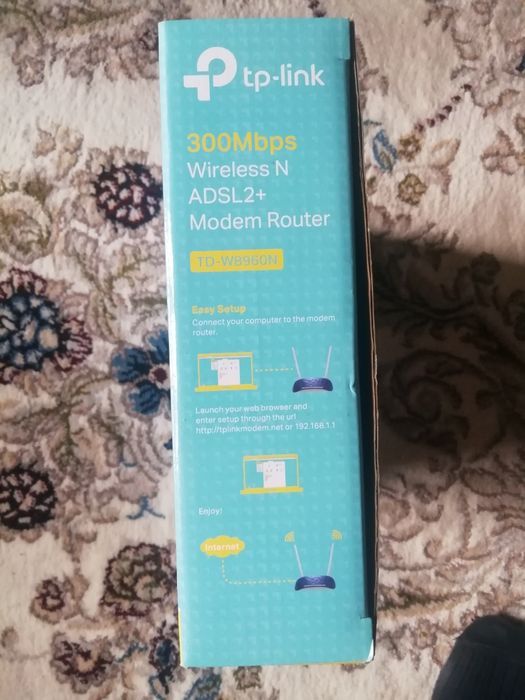 tp-link
300Mbps
Wireless N
ADSL2+
Modem Router
TD-W8960N
Easy Setup
Connect your computer to the modem
router.
Launch your web browser and
enter setup through the url
http://tplinkmodem.net or 192.168.1.1
Enjoy!
Internet